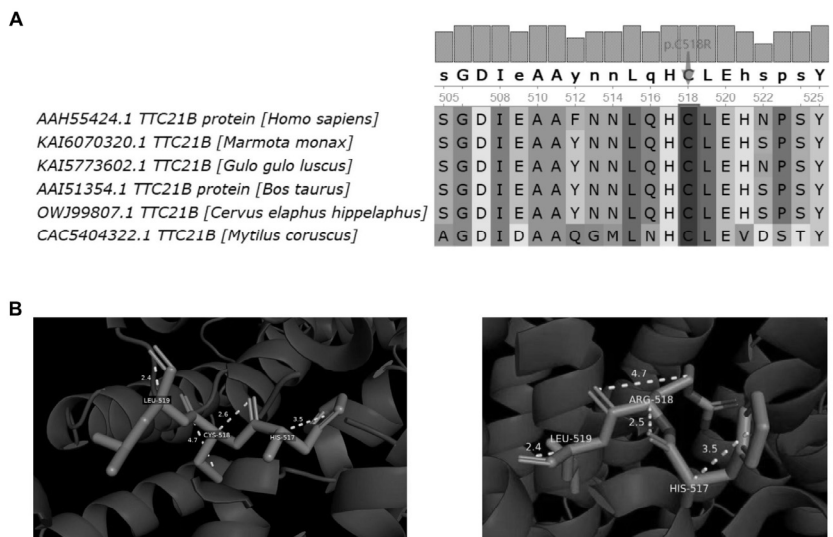 A
p.C518R
sGDIeAAynnLqHCLEhspsY
505 508 510 512 514 516 518 520 522 525
AAH55424.1 TTC21B protein [Homo sapiens] SGDIEAAFNNLQHCLEHNPSY
KAI6070320.1 TTC21B [Marmota monax] SGDIEAAYNNLQHCLEHNPSY
KAI5773602.1 TTC21B [Gulo gulo luscus] SGDIEAAYNNLQHCLEHNPSY
AAI51354.1 TTC21B protein [Bos taurus] SGDIEAAYNNLQHCLEHSPSY
OWJ99807.1 TTC21B [Cervus elaphus hippelaphus] SGDIEAAYNNLQHCLEHSPSY
CAC5404322.1 TTC21B [Mytilus coruscus] AGDIDAAQGMLNHCLEVDSTY
B
2.4
LEU-519
2.6
3.5
CYS-518
HIS-517
4.7
4.7
ARG-518
2.5
LEU-519
2.4
3.5
HIS-517